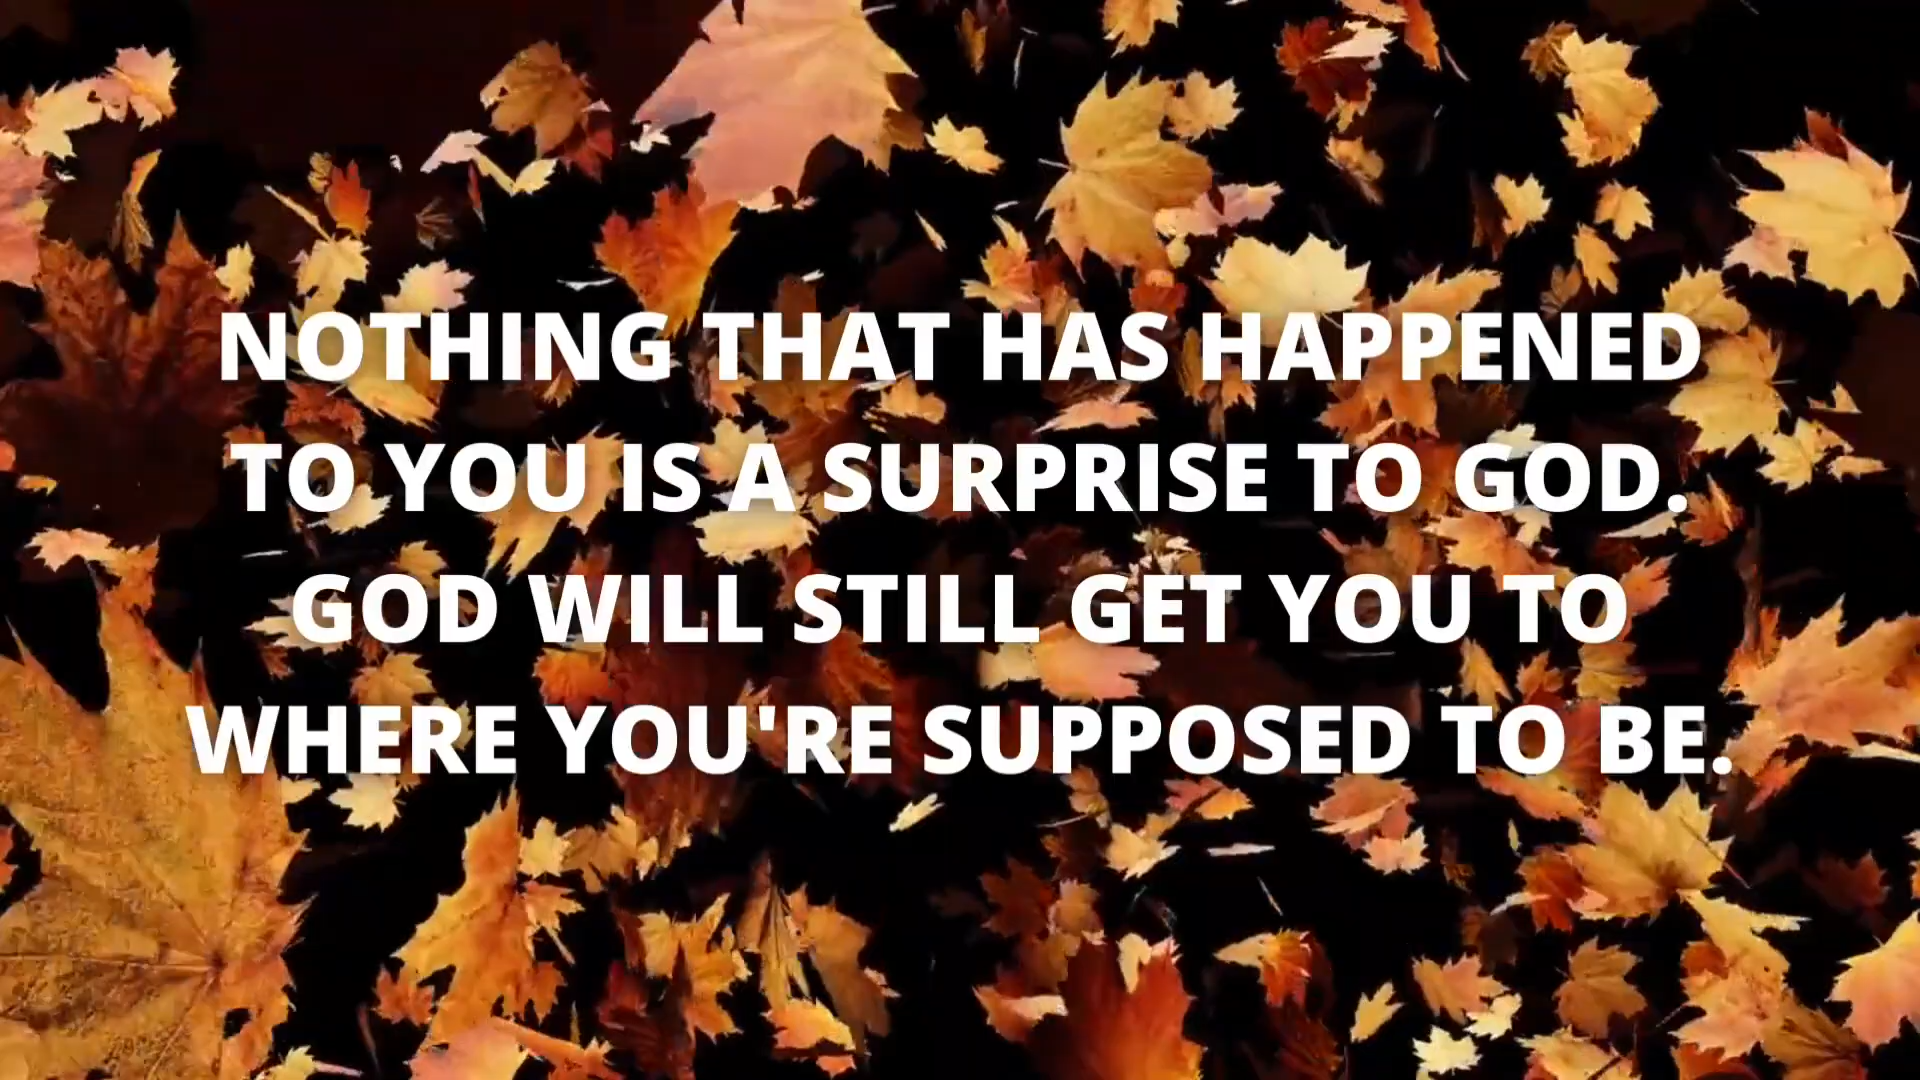 NOTHING THAT HAS HAPPENED
TO YOU IS A SURPRISE TO GOD.
GOD WILL STILL GET YOU TO
WHERE YOU'RE SUPPOSED TO BE.